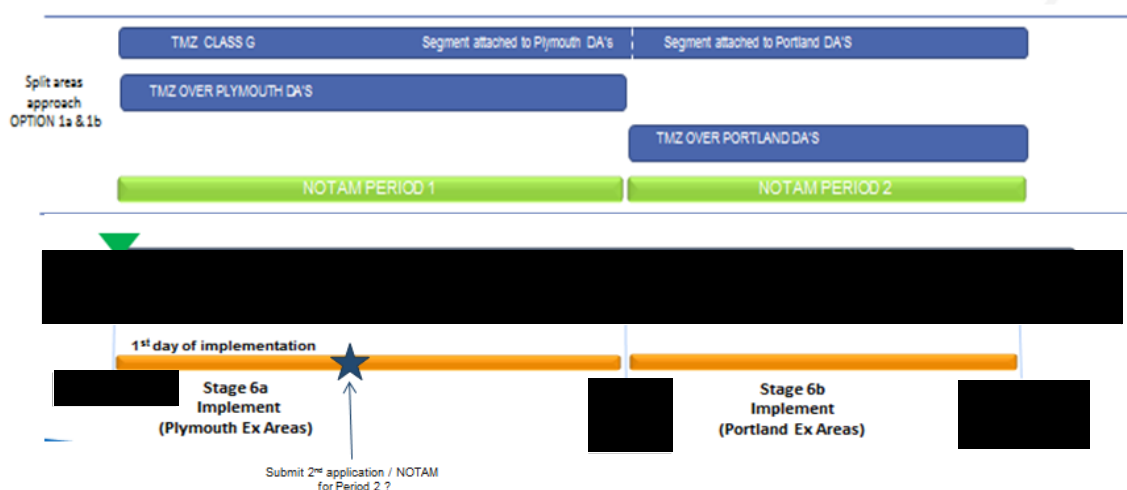 TMZ CLASS G Segment attached to Plymouth DA's Segment attached to Portland DA'S
Split areas
approach
OPTION 1a & 1b
TMZ OVER PLYMOUTH DA'S
TMZ OVER PORTLAND DA'S
NOTAM PERIOD 1 NOTAM PERIOD 2
1st day of implementation
Stage 6a
Implement
(Plymouth Ex Areas)
Stage 6b
Implement
(Portland Ex Areas)
Submit 2nd application / NOTAM
for Period 2 ?